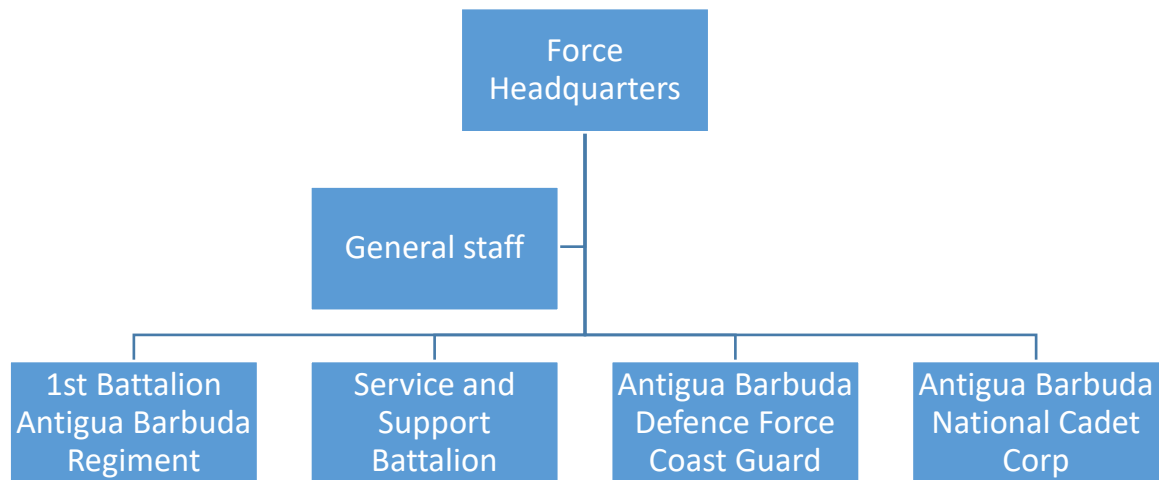 Force
Headquarters
General staff
1st Battalion
Antigua Barbuda
Regiment
Service and
Support
Battalion
Antigua Barbuda
Defence Force
Coast Guard
Antigua Barbuda
National Cadet
Corp